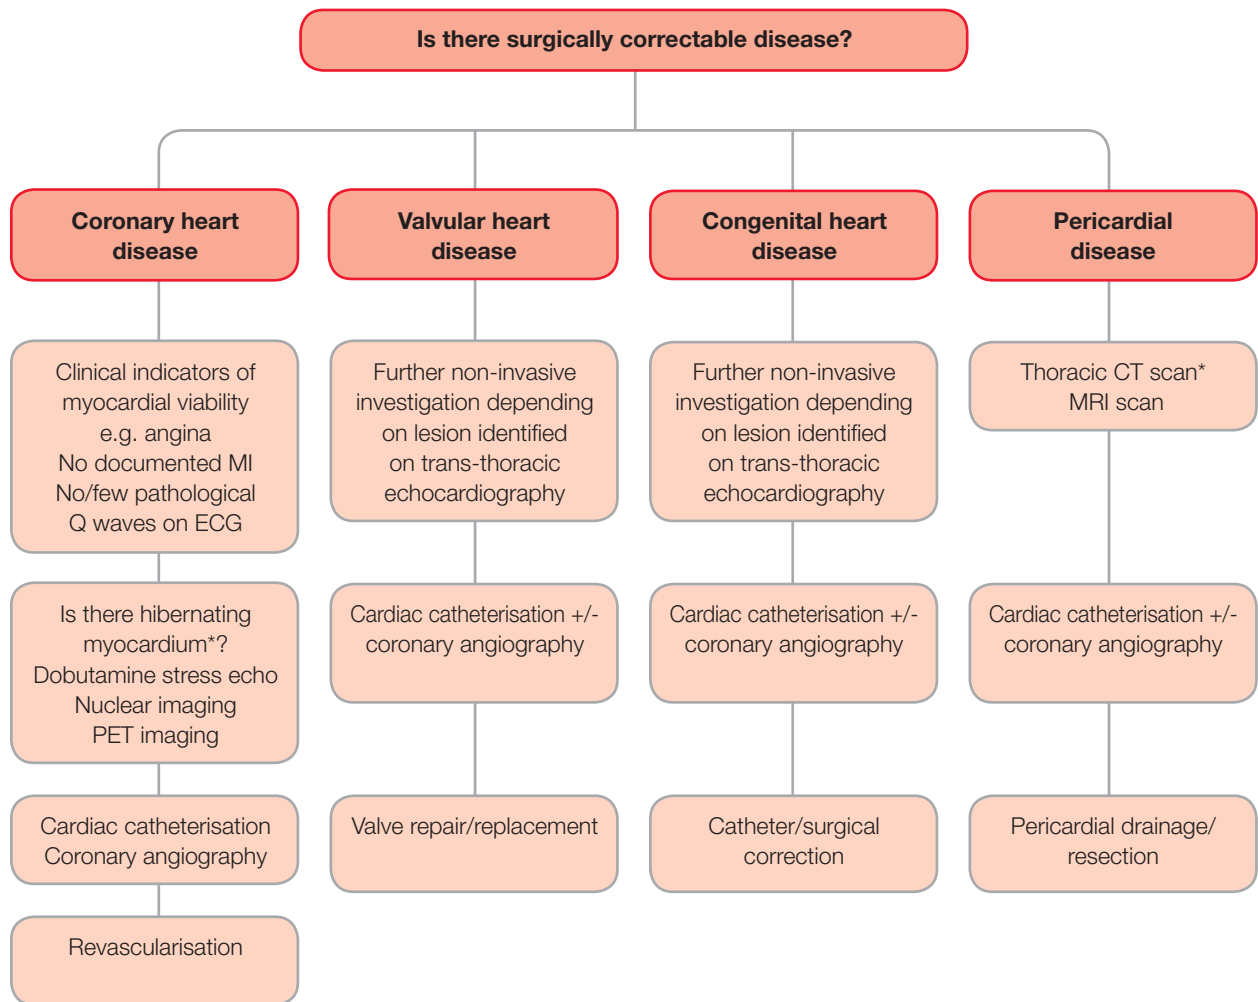 Is there surgically correctable disease?
Coronary heart
disease
Valvular heart
disease
Congenital heart
disease
Pericardial
disease
Clinical indicators of
myocardial viability
e.g. angina
No documented MI
No/few pathological
Q waves on ECG
Further non-invasive
investigation depending
on lesion identified
on trans-thoracic
echocardiography
Further non-invasive
investigation depending
on lesion identified
on trans-thoracic
echocardiography
Thoracic CT scan*
MRI scan
Is there hibernating
myocardium*?
Dobutamine stress echo
Nuclear imaging
PET imaging
Cardiac catheterisation +/-
coronary angiography
Cardiac catheterisation +/-
coronary angiography
Cardiac catheterisation +/-
coronary angiography
Cardiac catheterisation
Coronary angiography
Valve repair/replacement
Catheter/surgical
correction
Pericardial drainage/
resection
Revascularisation